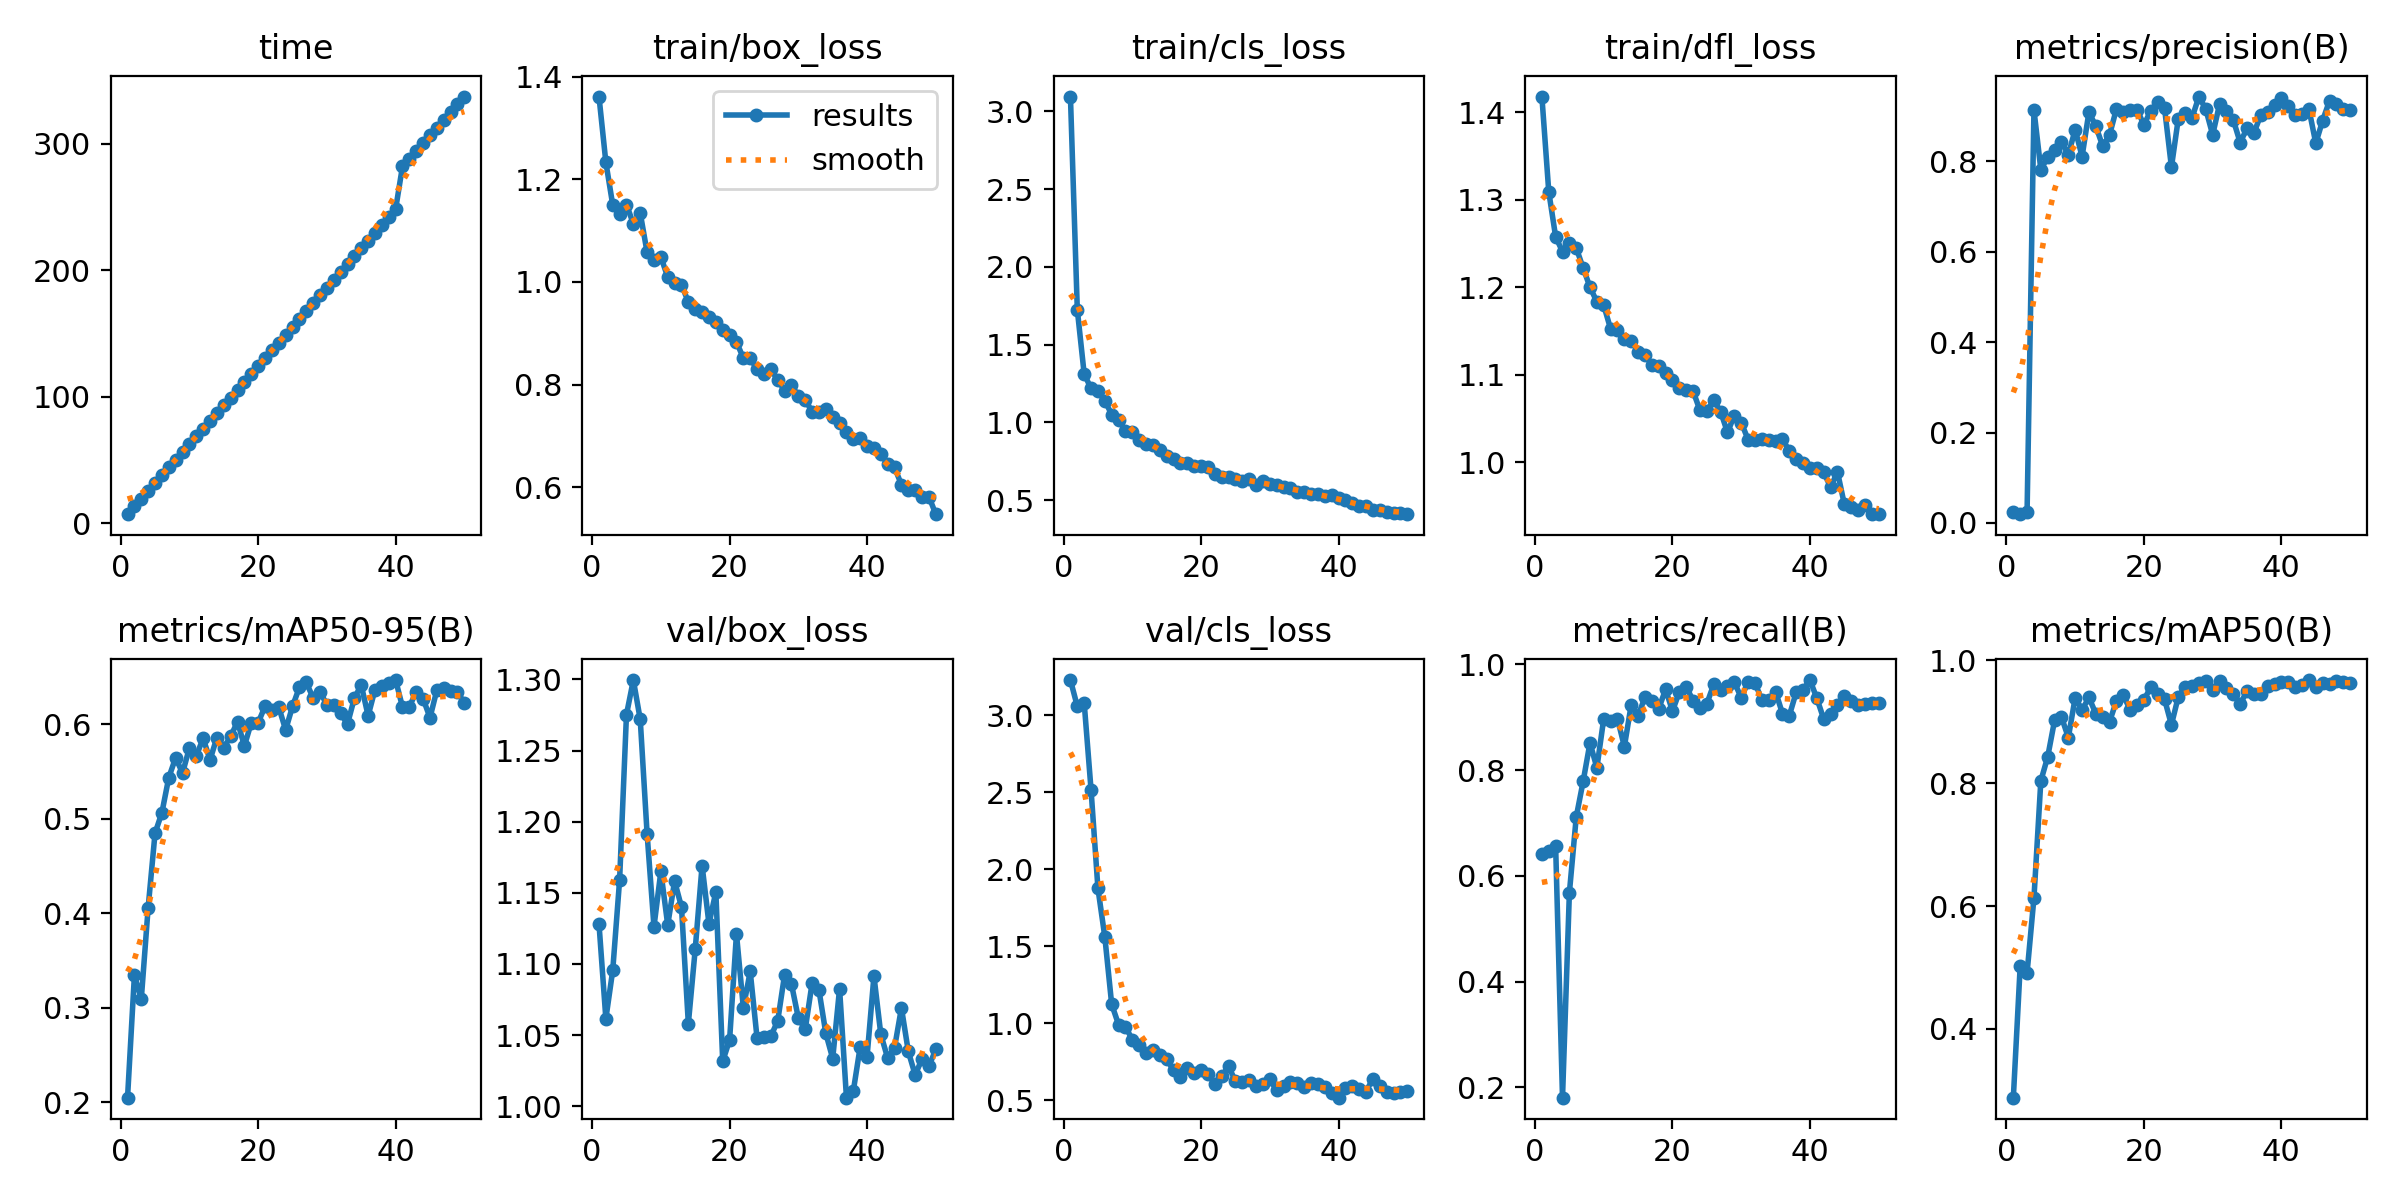 time
300
200
100
0
0 20 40
train/box_loss
1.4
1.2
1.0
0.8
0.6
results
smooth
0 20 40
train/cls_loss
3.0
2.5
2.0
1.5
1.0
0.5
0 20 40
train/dfl_loss
1.4
1.3
1.2
1.1
1.0
0 20 40
metrics/precision(B)
0.8
0.6
0.4
0.2
0.0
0 20 40
metrics/mAP50-95(B)
0.6
0.5
0.4
0.3
0.2
0 20 40
val/box_loss
1.30
1.25
1.20
1.15
1.10
1.05
1.00
0 20 40
val/cls_loss
3.0
2.5
2.0
1.5
1.0
0.5
0 20 40
metrics/recall(B)
1.0
0.8
0.6
0.4
0.2
0 20 40
metrics/mAP50(B)
1.0
0.8
0.6
0.4
0 20 40